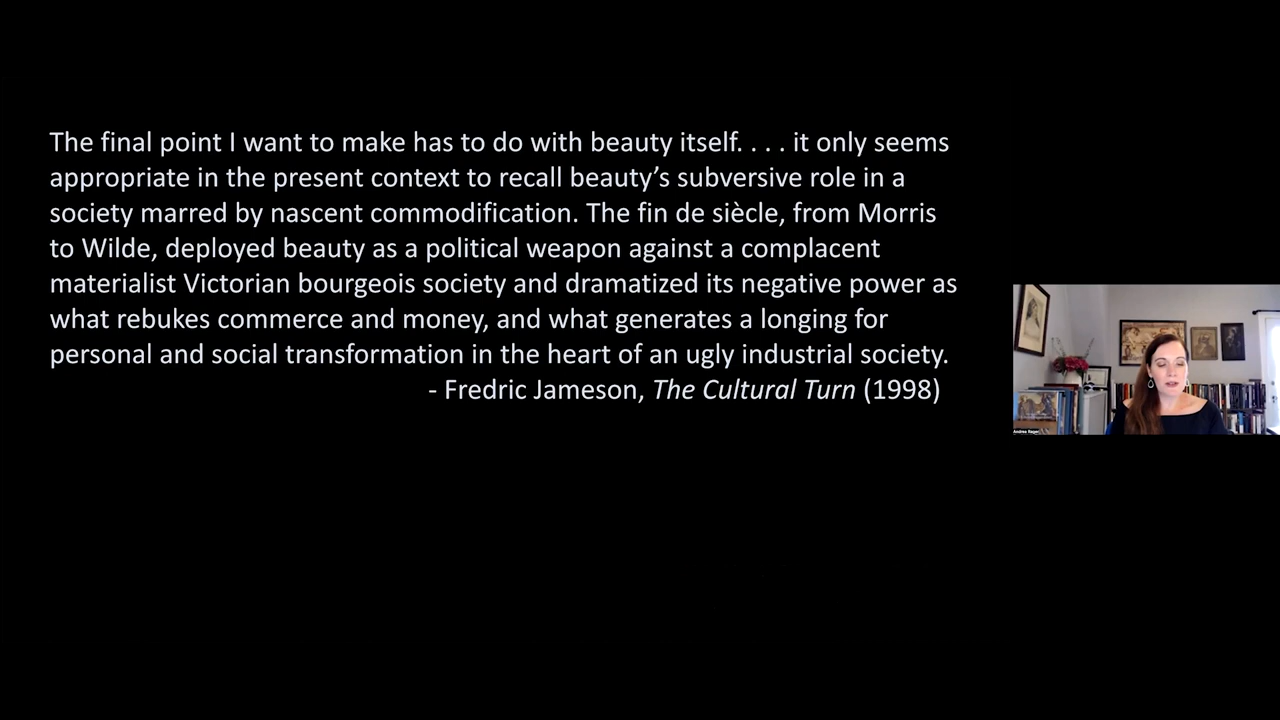 The final point I want to make has to do with beauty itself. . . . it only seems
appropriate in the present context to recall beauty’s subversive role in a
society marred by nascent commodification. The fin de siècle, from Morris
to Wilde, deployed beauty as a political weapon against a complacent
materialist Victorian bourgeois society and dramatized its negative power as
what rebukes commerce and money, and what generates a longing for
personal and social transformation in the heart of an ugly industrial society.
- Fredric Jameson, The Cultural Turn (1998)
Andrea Rager